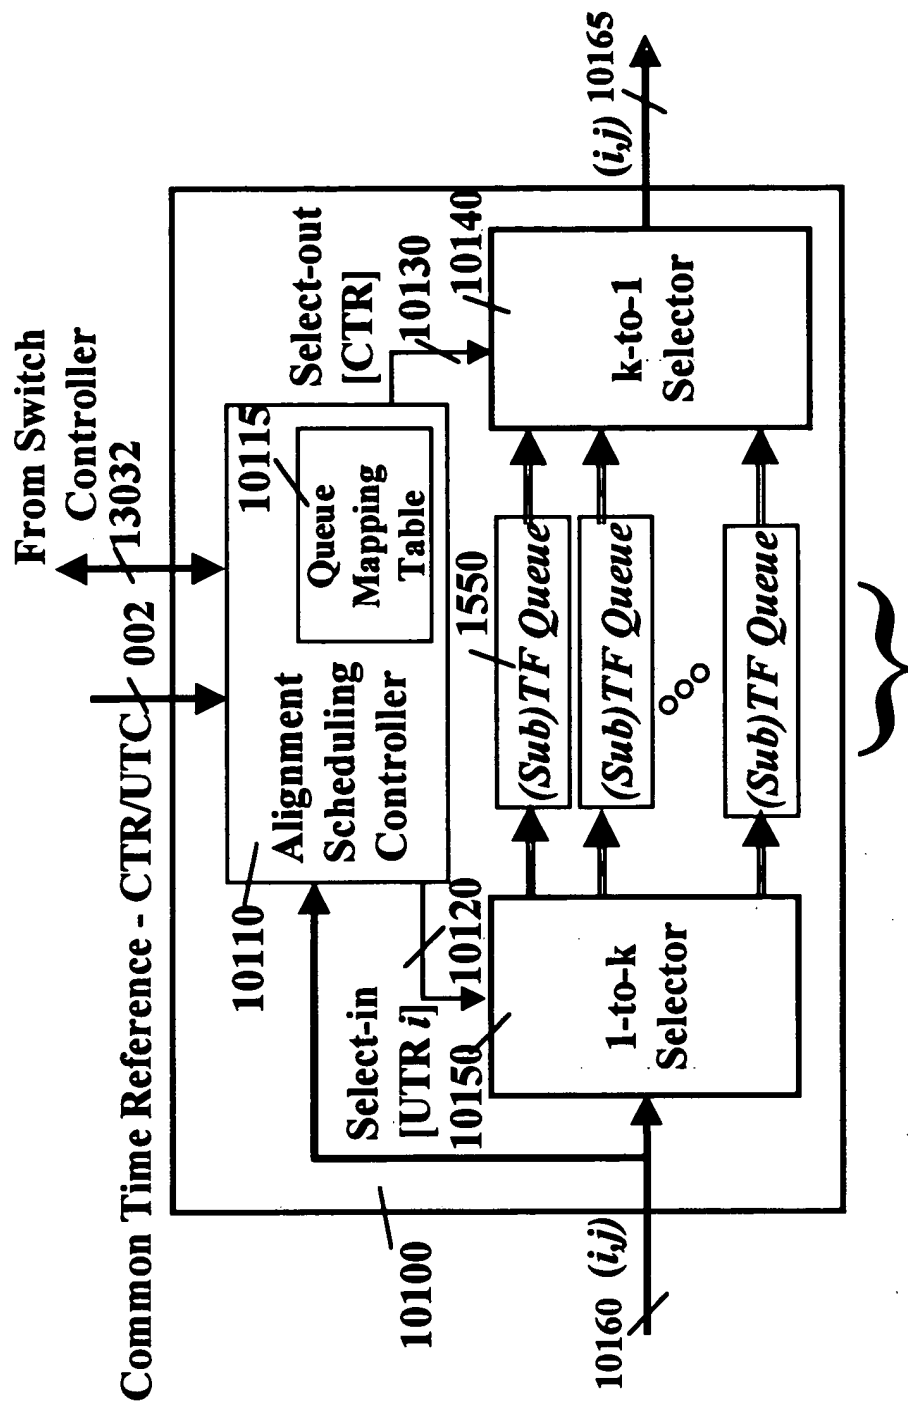 From Switch
Controller
13032
Common Time Reference - CTR/UTC
002
Select-out
[CTR]
10130
10140
10115
Queue
Mapping
Table
Alignment
Scheduling
Controller
10110
Select-in
[UTR i]
10120
10150
1550
(Sub)TF Queue
(Sub)TF Queue
(Sub)TF Queue
1-to-k
Selector
k-to-1
Selector
10100
10160 (i,j)
(i,j) 10165